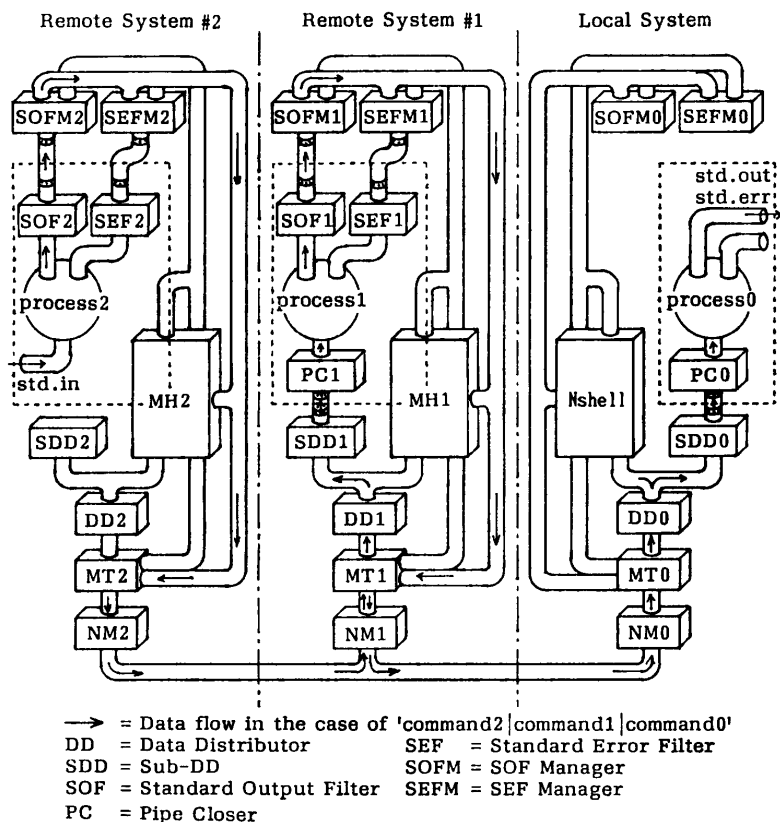 Remote System #2 Remote System #1 Local System
SOFM2 SEFM2 SOFM1 SEFM1 SOFM0 SEFM0
std.out
std.err
SOF2 SEF2 SOF1 SEF1
process2 process1 process0
std.in
PC1 PC0
MH2 MH1 Nshell
SDD2 SDD1 SDD0
DD2 DD1 DD0
MT2 MT1 MT0
NM2 NM1 NM0
→ = Data flow in the case of 'command2|command1|command0'
DD = Data Distributor SEF = Standard Error Filter
SDD = Sub-DD SOFM = SOF Manager
SOF = Standard Output Filter SEFM = SEF Manager
PC = Pipe Closer